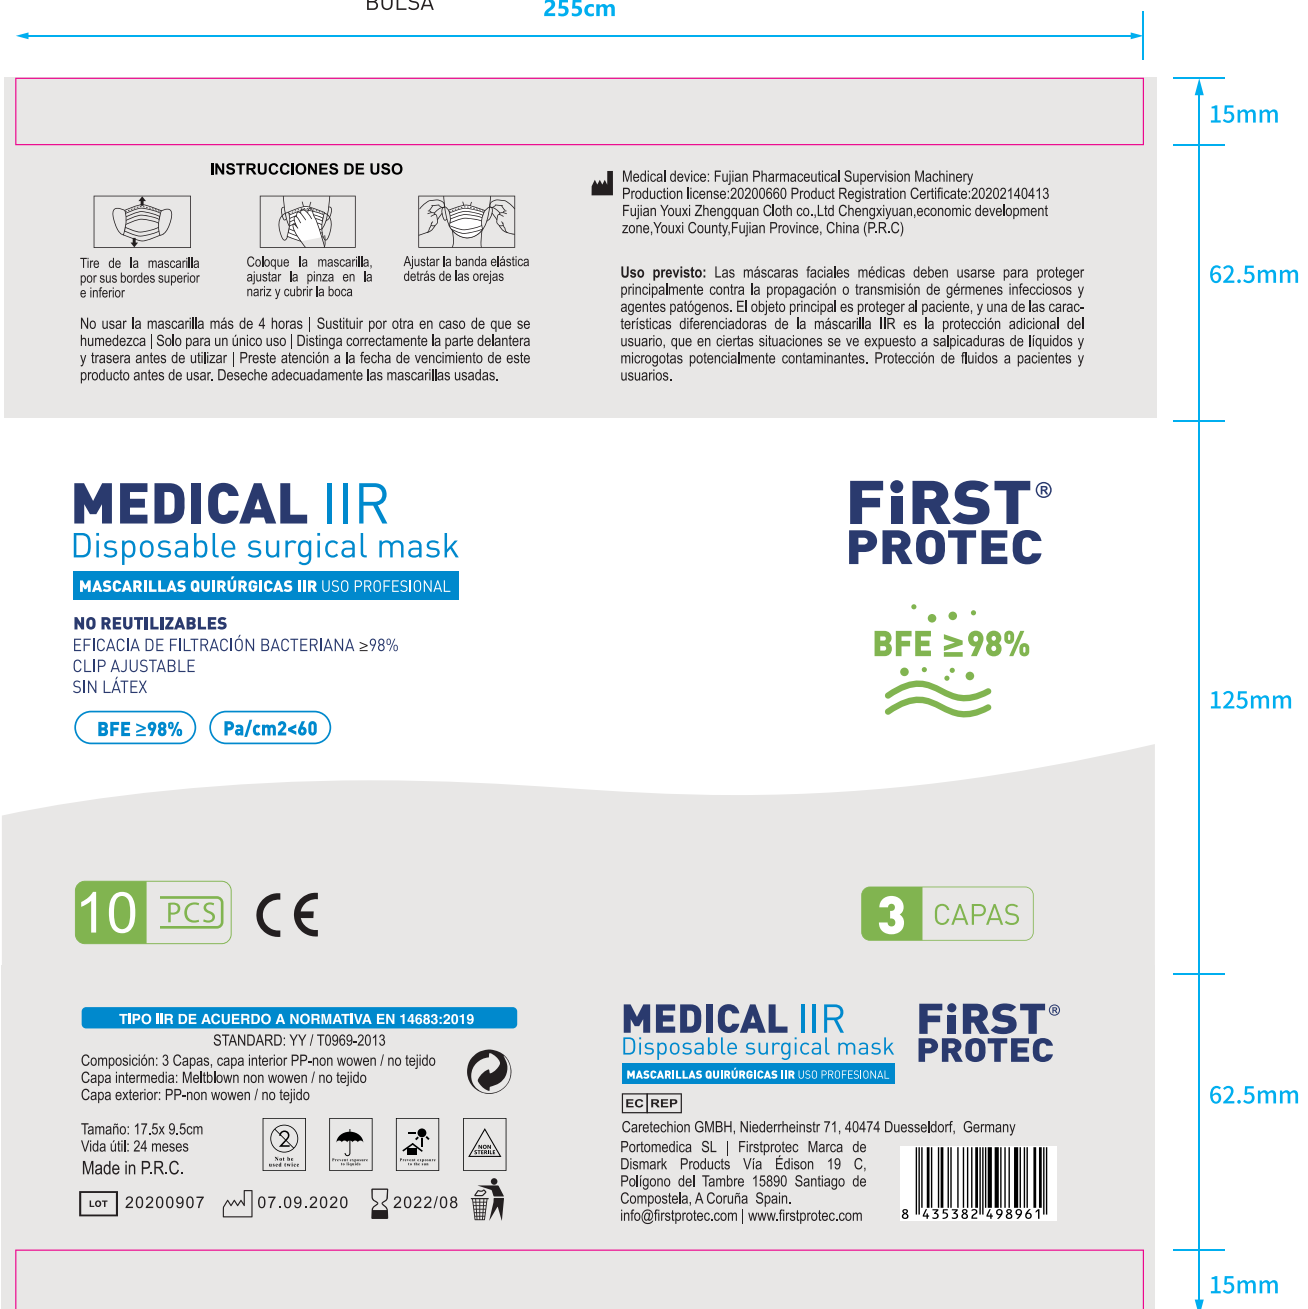 BOLSA
255cm
15mm
INSTRUCCIONES DE USO
Tire de la mascarilla
por sus bordes superior
e inferior
Coloque la mascarilla,
ajustar la pinza en la
nariz y cubrir la boca
Ajustar la banda elástica
detrás de las orejas
No usar la mascarilla más de 4 horas | Sustituir por otra en caso de que se
humedezca | Solo para un único uso | Distinga correctamente la parte delantera
y trasera antes de utilizar | Preste atención a la fecha de vencimiento de este
producto antes de usar. Deseche adecuadamente las mascarillas usadas.
Medical device: Fujian Pharmaceutical Supervision Machinery
Production license:20200660 Product Registration Certificate:20202140413
Fujian Youxi Zhengquan Cloth co.,Ltd Chengxiyuan,economic development
zone,Youxi County,Fujian Province, China (P.R.C)
Uso previsto: Las máscaras faciales médicas deben usarse para proteger
principalmente contra la propagación o transmisión de gérmenes infecciosos y
agentes patógenos. El objeto principal es proteger al paciente, y una de las carac-
terísticas diferenciadoras de la máscarilla IIR es la protección adicional del
usuario, que en ciertas situaciones se ve expuesto a salpicaduras de líquidos y
microgotas potencialmente contaminantes. Protección de fluidos a pacientes y
usuarios.
62.5mm
MEDICAL IIR
Disposable surgical mask
MASCARILLAS QUIRÚRGICAS IIR USO PROFESIONAL
NO REUTILIZABLES
EFICACIA DE FILTRACIÓN BACTERIANA ≥98%
CLIP AJUSTABLE
SIN LÁTEX
BFE ≥98%
Pa/cm2<60
FiRST®
PROTEC
BFE ≥98%
125mm
10 PCS
CE
3 CAPAS
TIPO IIR DE ACUERDO A NORMATIVA EN 14683:2019
STANDARD: YY / T0969-2013
Composición: 3 Capas, capa interior PP-non wowen / no tejido
Capa intermedia: Meltblown non wowen / no tejido
Capa exterior: PP-non wowen / no tejido
Tamaño: 17.5x 9.5cm
Vida útil: 24 meses
Made in P.R.C.
2
Not be
used twice
Prevent exposure
to liquids
Prevent exposure
to the sun
NON
STERILE
LOT 20200907
07.09.2020
2022/08
MEDICAL IIR
Disposable surgical mask
MASCARILLAS QUIRÚRGICAS IIR USO PROFESIONAL
FiRST®
PROTEC
EC REP
Caretechion GMBH, Niederrheinstr 71, 40474 Duesseldorf, Germany
Portomedica SL | Firstprotec Marca de
Dismark Products Vía Édison 19 C,
Polígono del Tambre 15890 Santiago de
Compostela, A Coruña Spain.
info@firstprotec.com | www.firstprotec.com
8 435382 498961
62.5mm
15mm